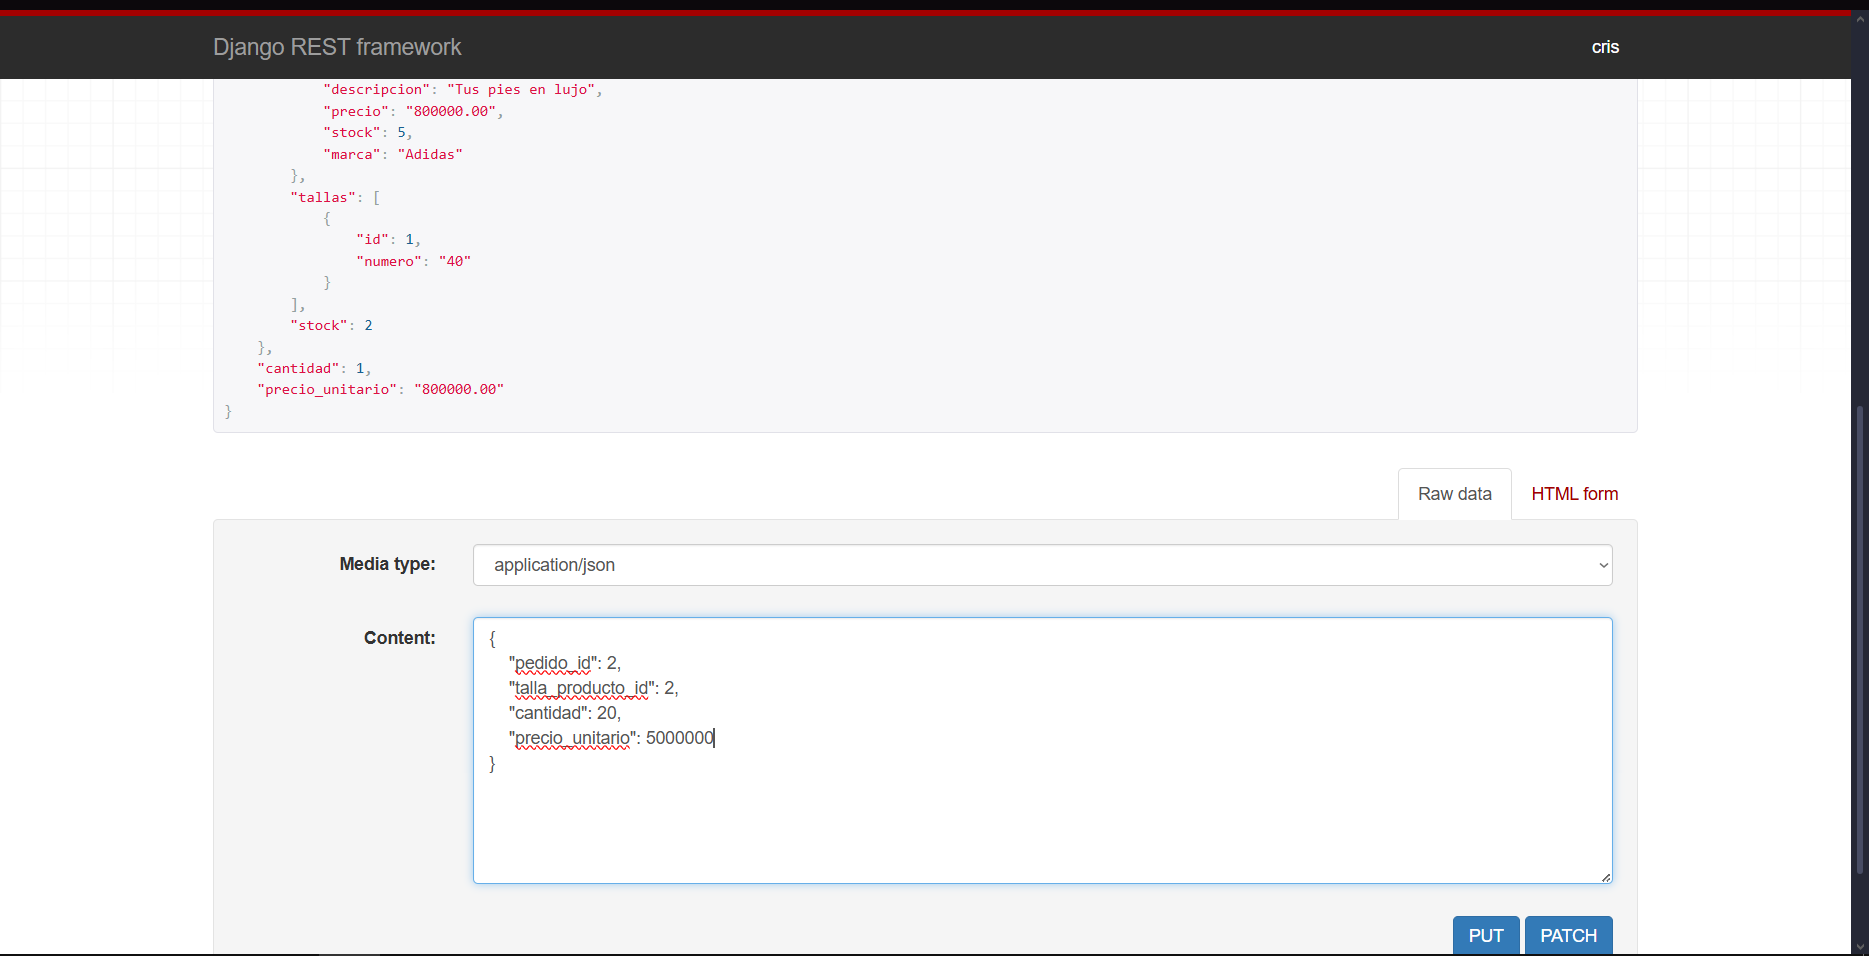 Django REST framework
cris
"descripcion": "Tus pies en lujo",
"precio": "800000.00",
"stock": 5,
"marca": "Adidas"
},
"tallas": [
{
"id": 1,
"numero": "40"
}
],
"stock": 2
},
"cantidad": 1,
"precio_unitario": "800000.00"
}
Raw data
HTML form
Media type:
application/json
Content:
{
"pedido_id": 2,
"talla_producto_id": 2,
"cantidad": 20,
"precio_unitario": 5000000
}
PUT
PATCH